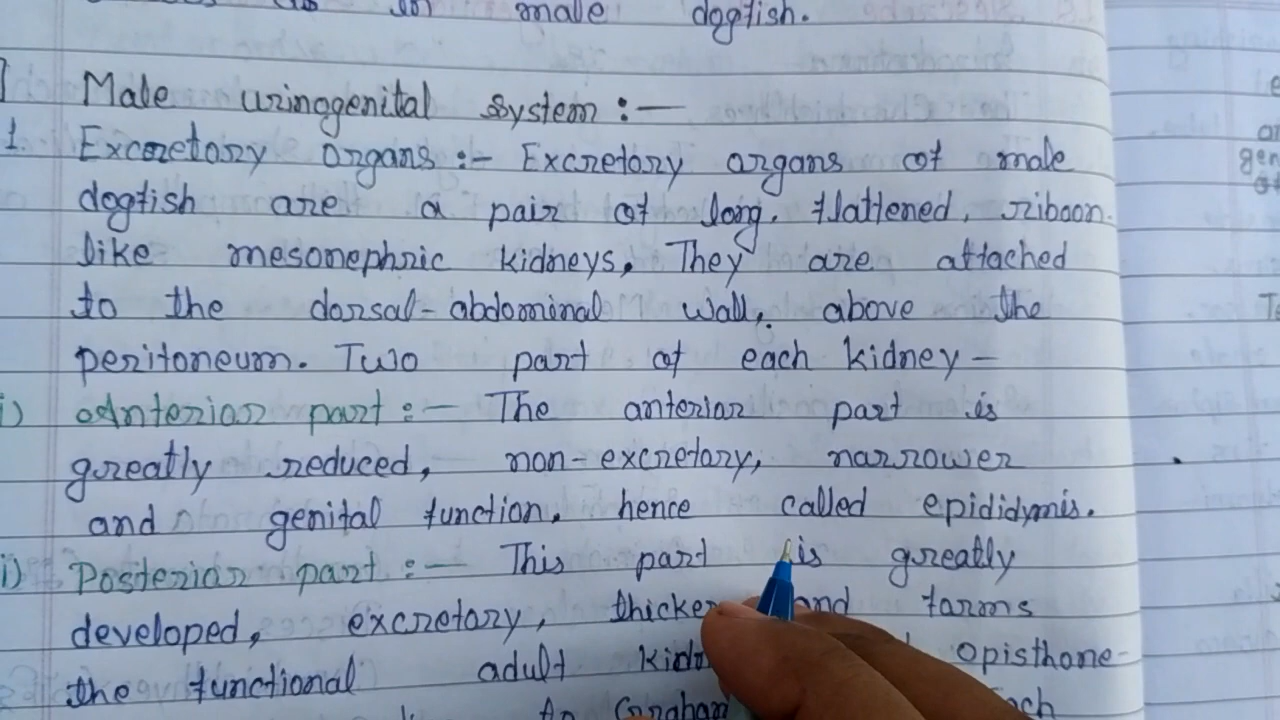 in male dogfish.
Male urinogenital system :—
1. Excretory organs :- Excretory organs of male
dogfish are a pair of long, flattened, riboon-
like mesonephric kidneys. They are attached
to the dorsal-abdominal wall, above the
peritoneum. Two part of each kidney —
i) Anterior part :— The anterior part is
greatly reduced, non-excretory, narrower
and genital function, hence called epididymis.
i) Posterior part :— This part is greatly
developed, excretory, thicker and forms
the functional adult opisthone-